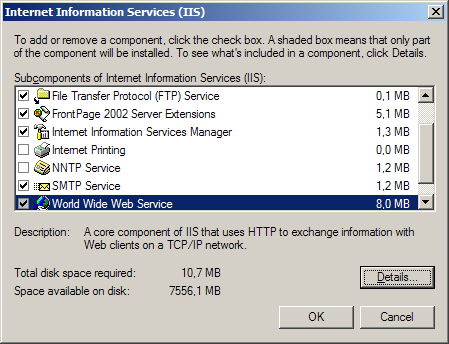 Internet Information Services (IIS)
To add or remove a component, click the check box. A shaded box means that only part
of the component will be installed. To see what's included in a component, click Details.
Subcomponents of Internet Information Services (IIS):
File Transfer Protocol (FTP) Service 0,1 MB
FrontPage 2002 Server Extensions 5,1 MB
Internet Information Services Manager 1,3 MB
Internet Printing 0,0 MB
NNTP Service 1,2 MB
SMTP Service 1,2 MB
World Wide Web Service 8,0 MB
Description: A core component of IIS that uses HTTP to exchange information with
Web clients on a TCP/IP network.
Total disk space required: 10,7 MB
Space available on disk: 7556,1 MB
Details...
OK Cancel